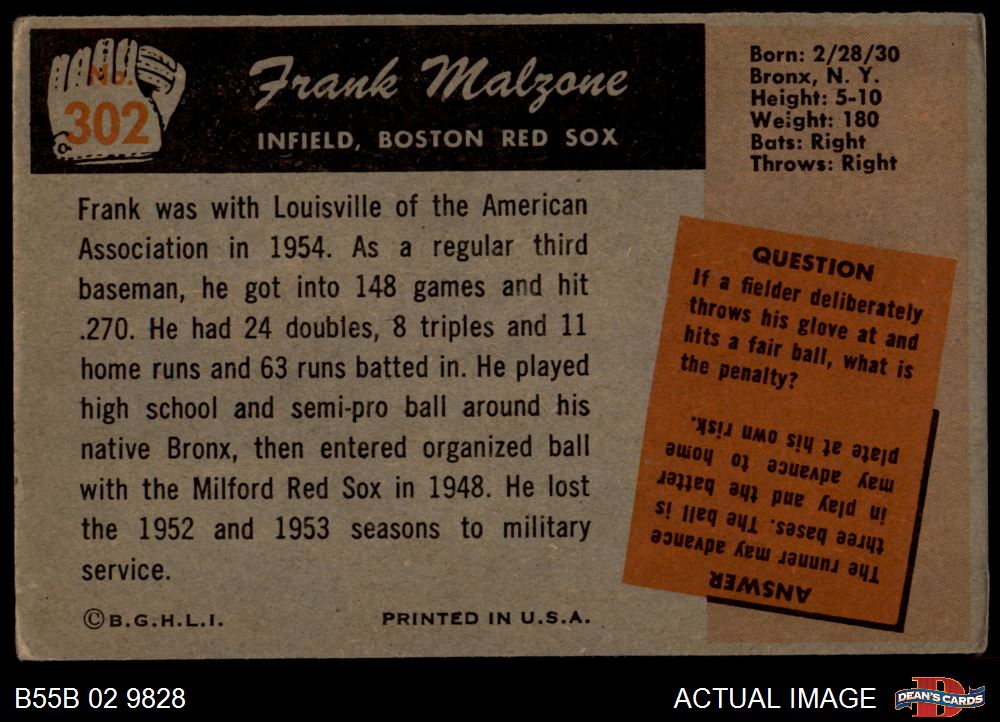 No.
302
Frank Malzone
INFIELD, BOSTON RED SOX
Born: 2/28/30
Bronx, N. Y.
Height: 5-10
Weight: 180
Bats: Right
Throws: Right
Frank was with Louisville of the American
Association in 1954. As a regular third
baseman, he got into 148 games and hit
.270. He had 24 doubles, 8 triples and 11
home runs and 63 runs batted in. He played
high school and semi-pro ball around his
native Bronx, then entered organized ball
with the Milford Red Sox in 1948. He lost
the 1952 and 1953 seasons to military
service.
QUESTION
If a fielder deliberately
throws his glove at and
hits a fair ball, what is
the penalty?
ANSWER
The runner may advance
three bases. The ball is
in play and the batter
may advance to home
plate at his own risk.
©B.G.H.L.I.
PRINTED IN U.S.A.
B55B 02 9828
ACTUAL IMAGE
D
DEAN'S CARDS